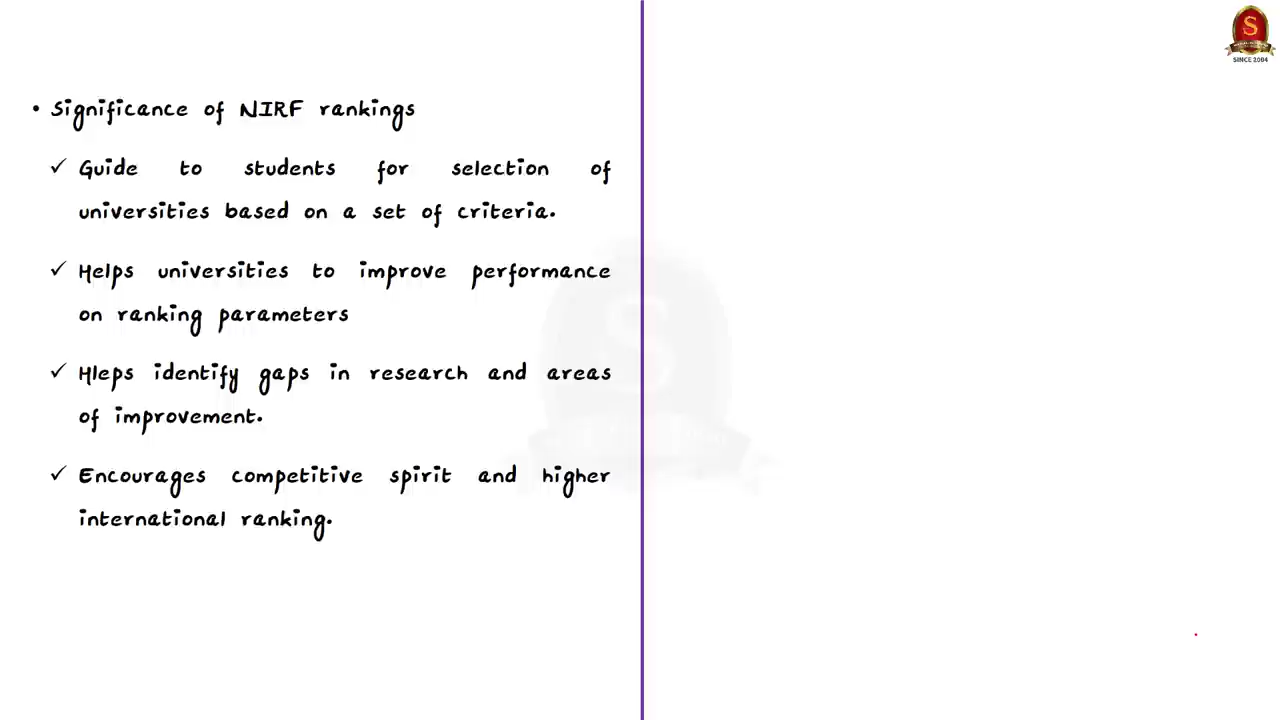 • Significance of NIRF rankings
✓ Guide to students for selection of
universities based on a set of criteria.
✓ Helps universities to improve performance
on ranking parameters
✓ Hleps identify gaps in research and areas
of improvement.
✓ Encourages competitive spirit and higher
international ranking.
S
SINCE 2004